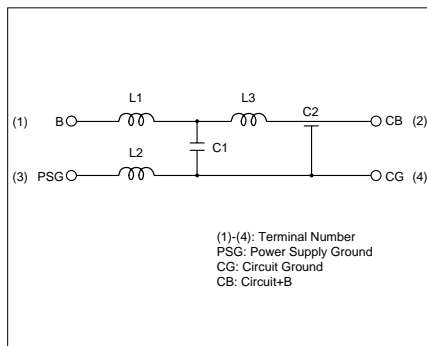 L1
L3
C2
(1)
B
CB
(2)
C1
L2
(3)
PSG
CG
(4)
(1)-(4): Terminal Number
PSG: Power Supply Ground
CG: Circuit Ground
CB: Circuit+B